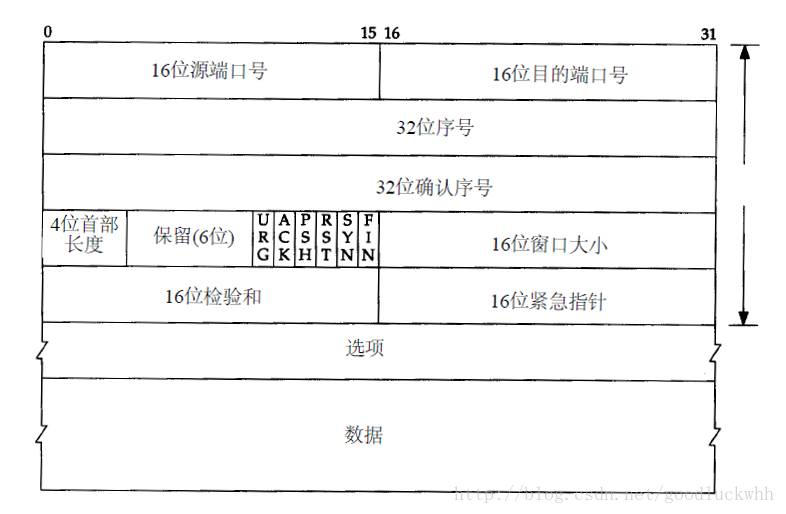 0 15 16 31
16位源端口号 16位目的端口号
32位序号
32位确认序号
4位首部
长度
保留(6位)
URG
ACK
PSH
RST
SYN
FIN
16位窗口大小
16位检验和 16位紧急指针
选项
数据
http://blog.csdn.net/goodluckwhh